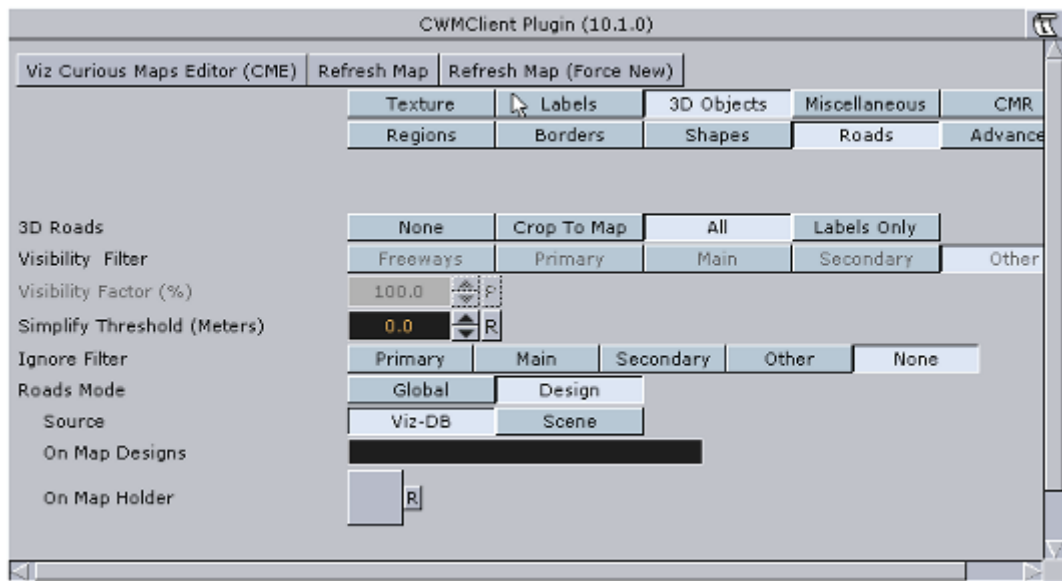 CWMClient Plugin (10.1.0)
Viz Curious Maps Editor (CME) Refresh Map Refresh Map (Force New)
Texture Labels 3D Objects Miscellaneous CMR
Regions Borders Shapes Roads Advance
3D Roads None Crop To Map All Labels Only
Visibility Filter Freeways Primary Main Secondary Other
Visibility Factor (%) 100.0 P
Simplify Threshold (Meters) 0.0 R
Ignore Filter Primary Main Secondary Other None
Roads Mode Global Design
Source Viz-DB Scene
On Map Designs
On Map Holder R